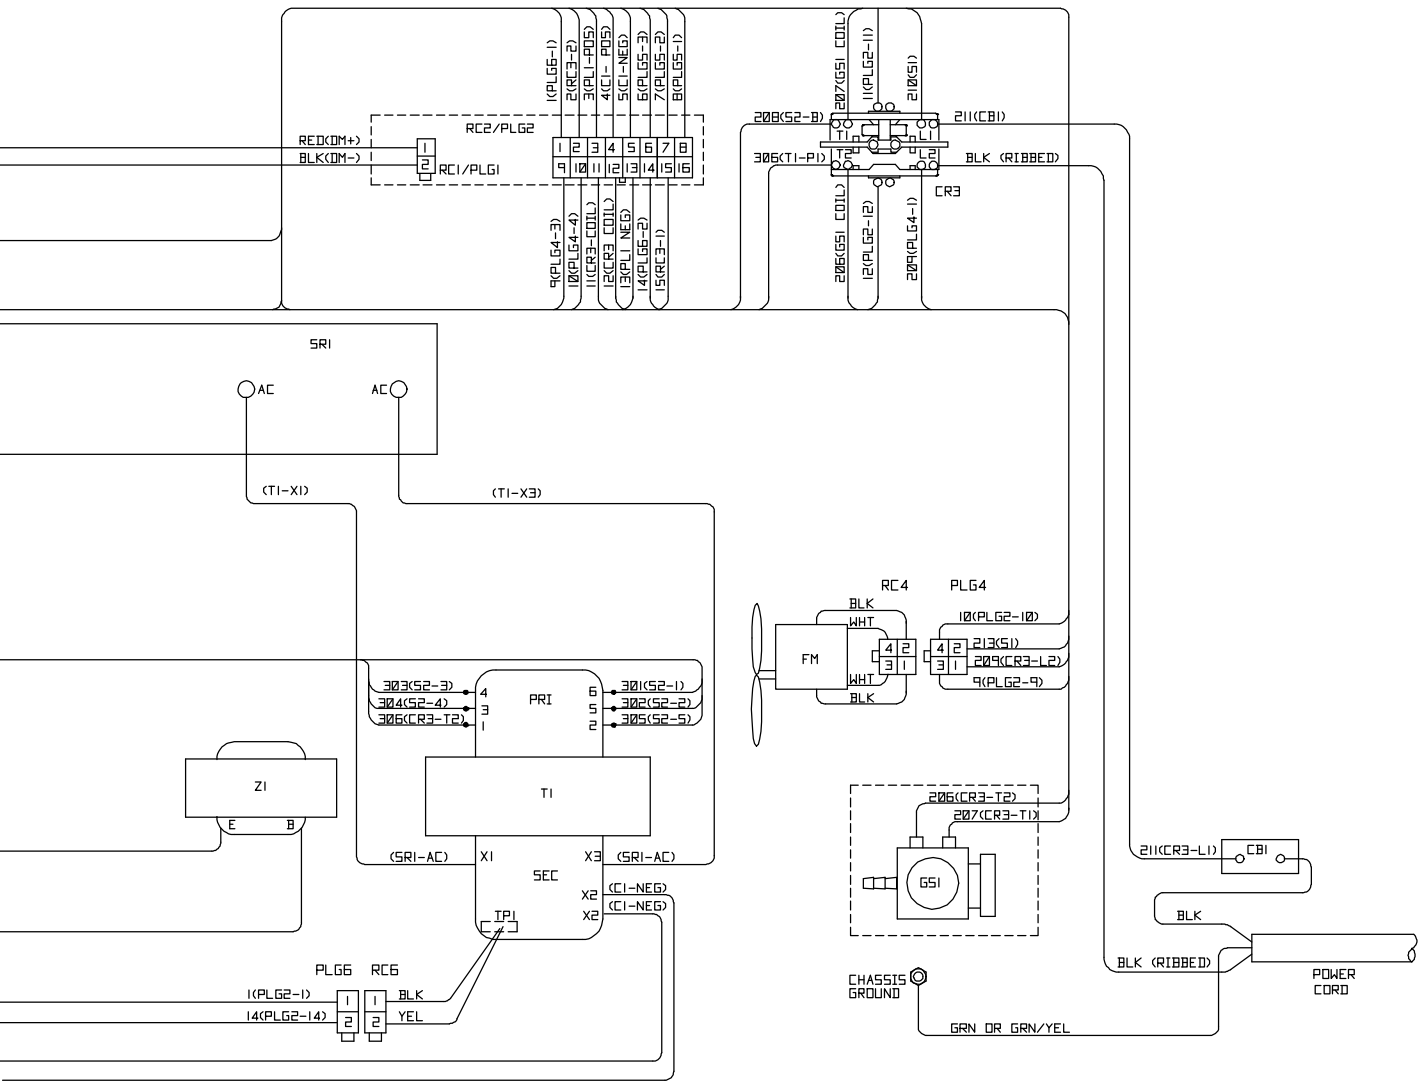 1(PLG6-1)
2(RC3-2)
3(PL1-POS)
4(C1- POS)
5(C1-NEG)
6(PLG5-3)
7(PLG5-2)
8(PLG5-1)
207(GS1 COIL)
11(PLG2-11)
210(S1)
RC2/PLG2
RED(DM+)
BLK(DM-)
1
2
RC1/PLG1
1 2 3 4 5 6 7 8
9 10 11 12 13 14 15 16
208(S2-B)
211(CB1)
T1
L1
T2
L2
306(T1-P1)
BLK (RIBBED)
CR3
9(PLG4-3)
10(PLG4-4)
11(CR3-COIL)
12(CR3 COIL)
13(PL1 NEG)
14(PLG6-2)
15(RC3-1)
206(GS1 COIL)
12(PLG2-12)
209(PLG4-1)
SR1
AC
AC
(T1-X1)
(T1-X3)
RC4
PLG4
BLK
WHT
FM
WHT
BLK
4 2
3 1
4 2
3 1
10(PLG2-10)
213(S1)
209(CR3-L2)
9(PLG2-9)
303(S2-3)
304(S2-4)
306(CR3-T2)
4
3
1
PRI
6
5
2
301(S2-1)
302(S2-2)
305(S2-5)
Z1
E
B
T1
(SR1-AC)
X1
X3
(SR1-AC)
SEC
X2
(C1-NEG)
X2
(C1-NEG)
TP1
206(CR3-T2)
207(CR3-T1)
GS1
211(CR3-L1)
CB1
BLK
BLK (RIBBED)
POWER
CORD
PLG6
RC6
1(PLG2-1)
14(PLG2-14)
1
2
1
2
BLK
YEL
CHASSIS
GROUND
GRN OR GRN/YEL